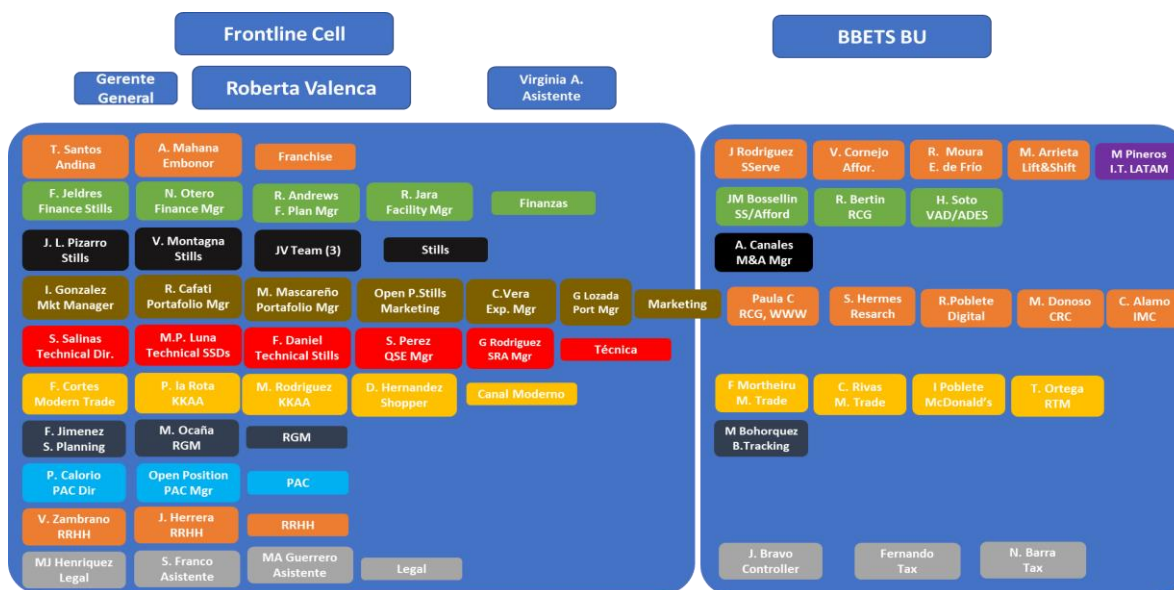 Frontline Cell
BBETS BU
Gerente
General
Roberta Valenca
Virginia A.
Asistente
T. Santos
Andina
A. Mahana
Embonor
Franchise
J Rodriguez
SServe
V. Cornejo
Affor.
R. Moura
E. de Frío
M. Arrieta
Lift&Shift
M Pineros
I.T. LATAM
F. Jeldres
Finance Stills
N. Otero
Finance Mgr
R. Andrews
F. Plan Mgr
R. Jara
Facility Mgr
Finanzas
JM Bossellin
SS/Afford
R. Bertin
RCG
H. Soto
VAD/ADES
J. L. Pizarro
Stills
V. Montagna
Stills
JV Team (3)
Stills
A. Canales
M&A Mgr
I. Gonzalez
Mkt Manager
R. Cafati
Portafolio Mgr
M. Mascareño
Portafolio Mgr
Open P.Stills
Marketing
C.Vera
Exp. Mgr
G Lozada
Port Mgr
Marketing
Paula C
RCG, WWW
S. Hermes
Resarch
R.Poblete
Digital
M. Donoso
CRC
C. Alamo
IMC
S. Salinas
Technical Dir.
M.P. Luna
Technical SSDs
F. Daniel
Technical Stills
S. Perez
QSE Mgr
G Rodriguez
SRA Mgr
Técnica
F. Cortes
Modern Trade
P. la Rota
KKAA
M. Rodriguez
KKAA
D. Hernandez
Shopper
Canal Moderno
F Mortheiru
M. Trade
C. Rivas
M. Trade
I Poblete
McDonald's
T. Ortega
RTM
F. Jimenez
S. Planning
M. Ocaña
RGM
RGM
M Bohorquez
B.Tracking
P. Calorio
PAC Dir
Open Position
PAC Mgr
PAC
V. Zambrano
RRHH
J. Herrera
RRHH
RRHH
MJ Henriquez
Legal
S. Franco
Asistente
MA Guerrero
Asistente
Legal
J. Bravo
Controller
Fernando
Tax
N. Barra
Tax